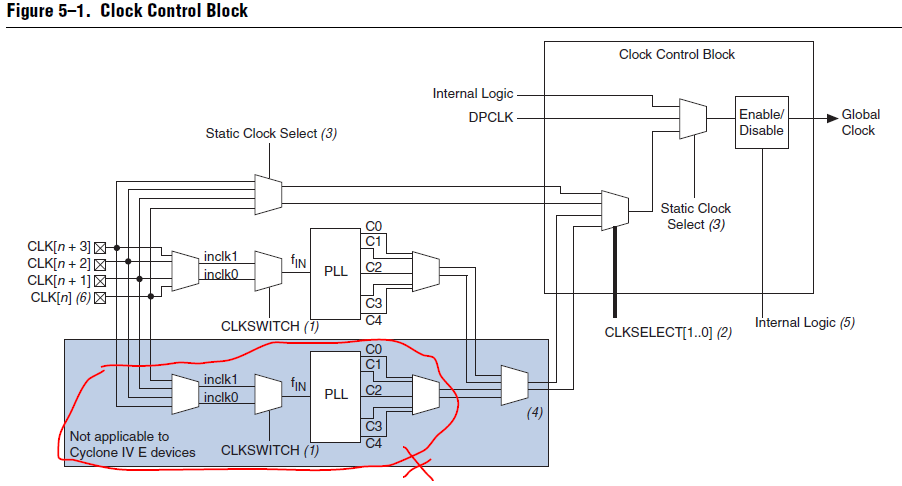 Figure 5–1. Clock Control Block
Clock Control Block
Internal Logic
DPCLK
Enable/
Disable
Global
Clock
Static Clock Select (3)
Static Clock
Select (3)
CLK[n + 3]
CLK[n + 2]
CLK[n + 1]
CLK[n] (6)
inclk1
inclk0
fIN
PLL
C0
C1
C2
C3
C4
CLKSWITCH (1)
CLKSELECT[1..0] (2)
Internal Logic (5)
inclk1
inclk0
fIN
PLL
C0
C1
C2
C3
C4
(4)
Not applicable to
Cyclone IV E devices
CLKSWITCH (1)